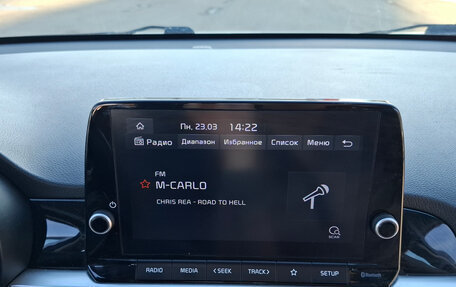 Пн, 23.03 14:22
Радио Диапазон Избранное Список Меню
FM
M-CARLO
CHRIS REA - ROAD TO HELL
SCAN
RADIO MEDIA < SEEK TRACK > SETUP Bluetooth